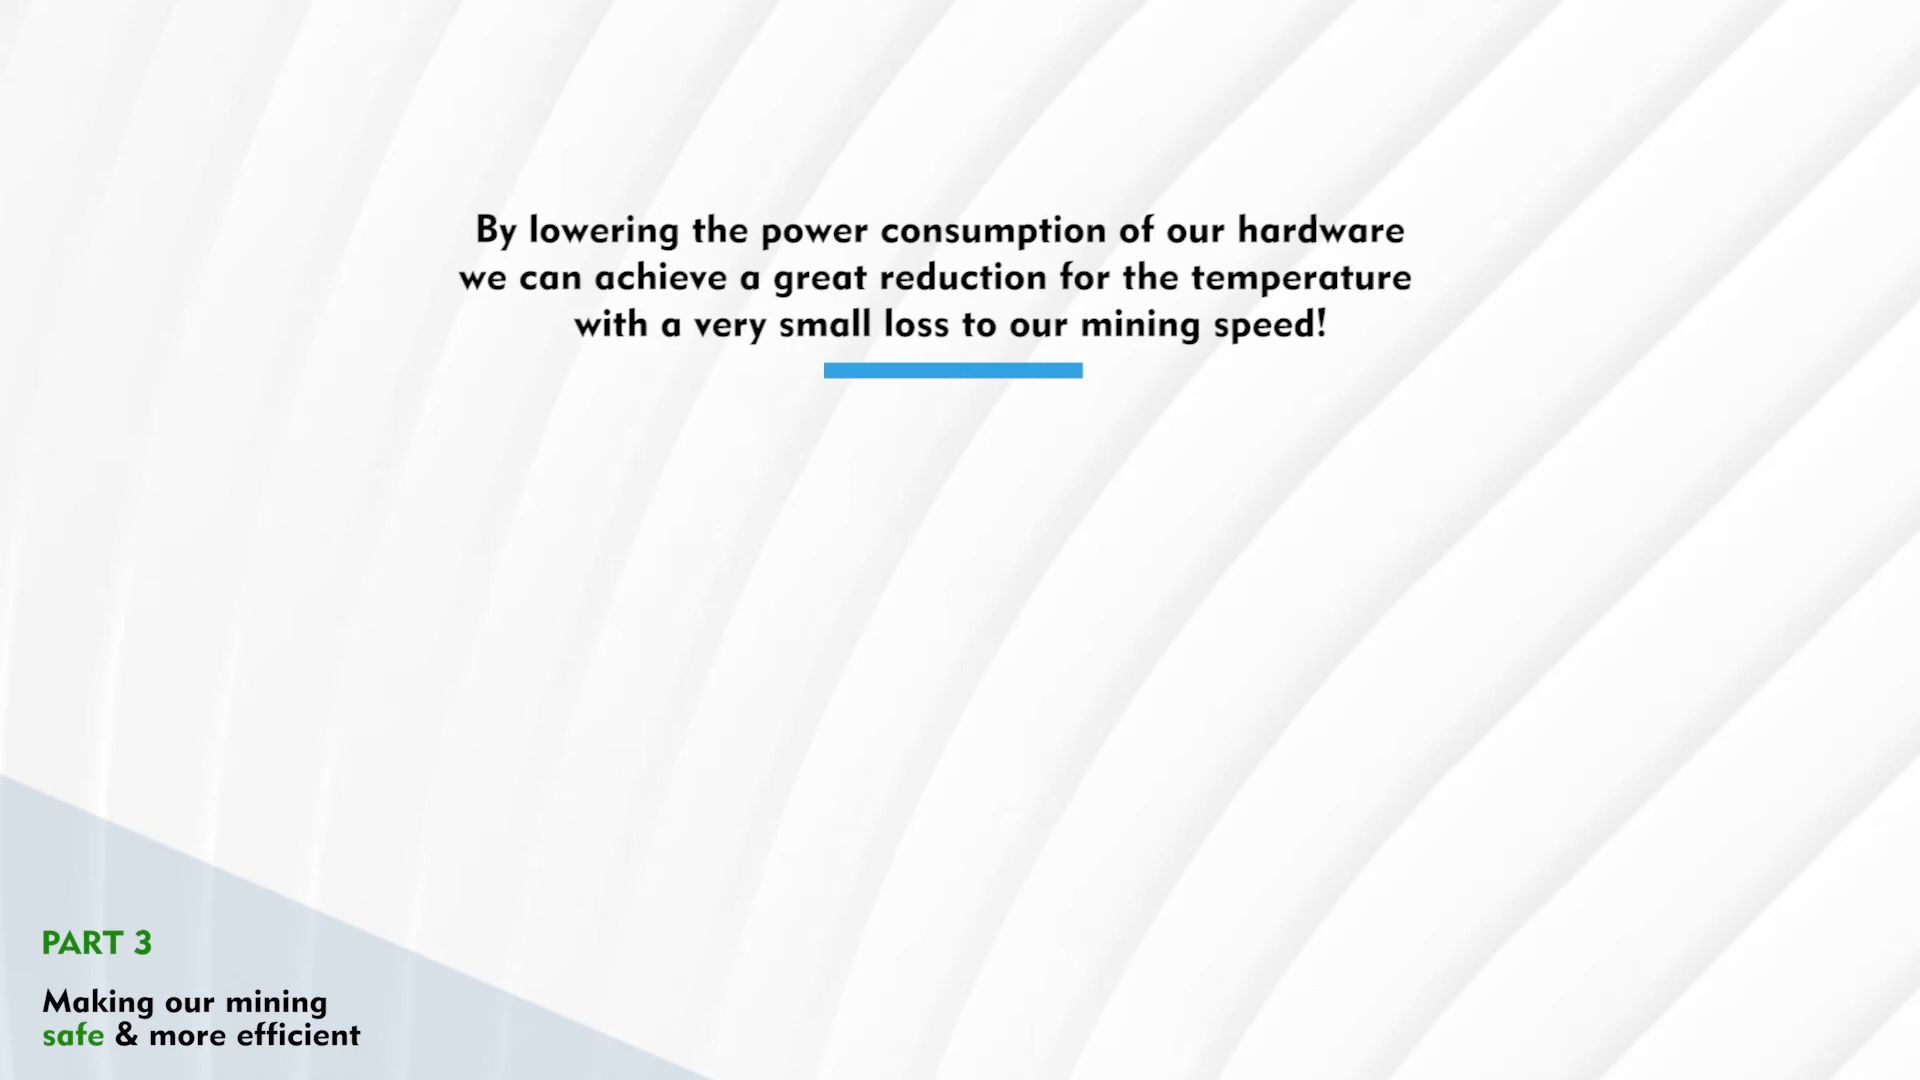 By lowering the power consumption of our hardware
we can achieve a great reduction for the temperature
with a very small loss to our mining speed!
PART 3
Making our mining
safe & more efficient